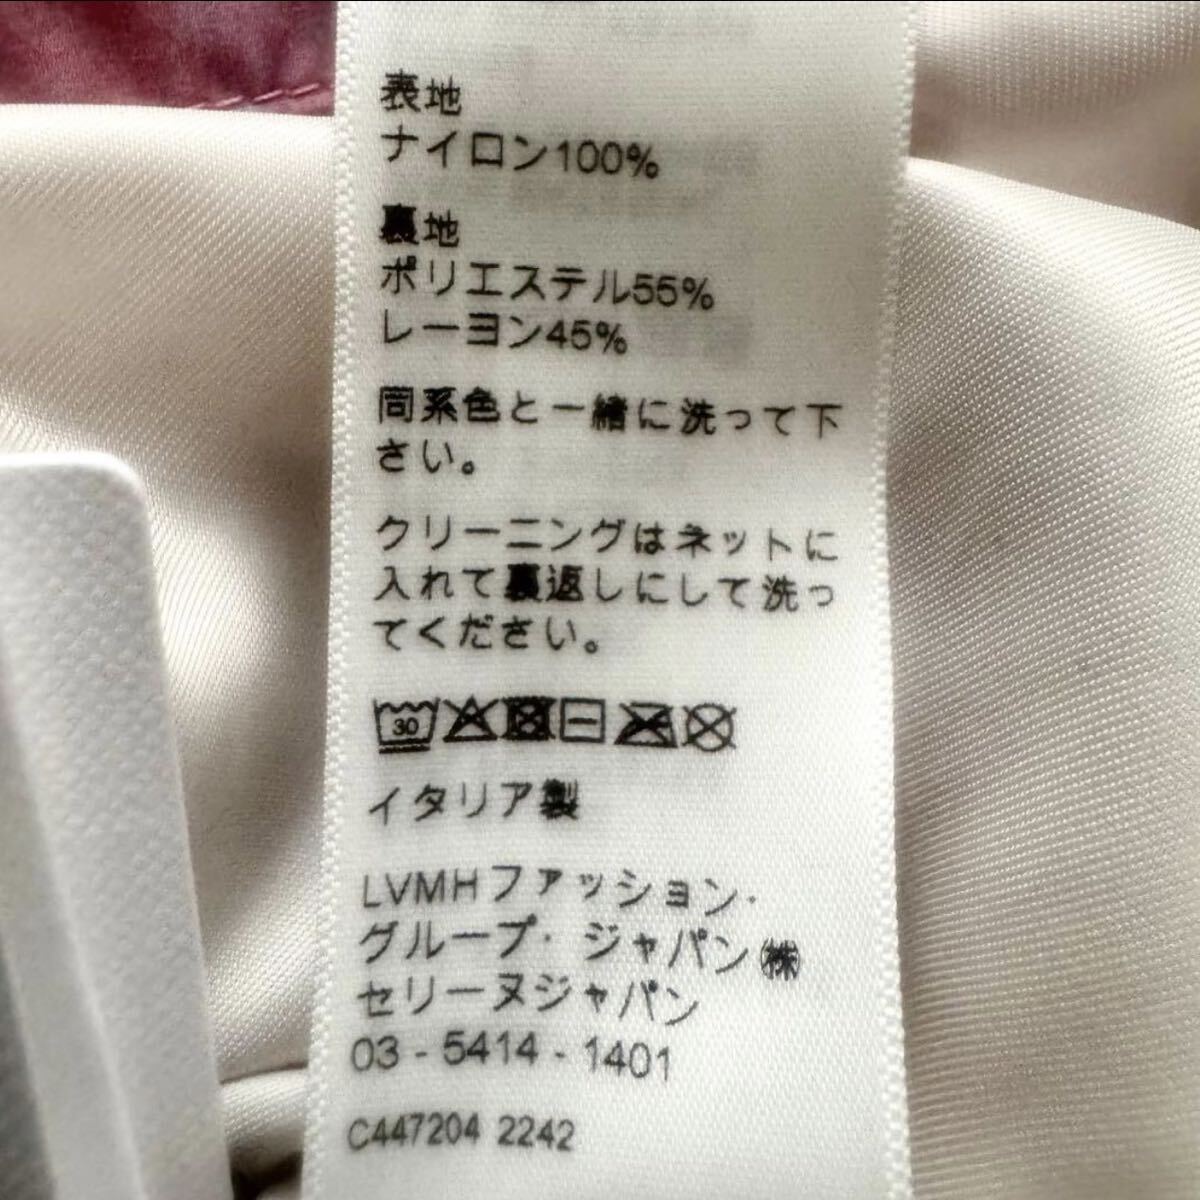 表地
ナイロン100%
裏地
ポリエステル55%
レーヨン45%
同系色と一緒に洗って下
さい。
クリーニングはネットに
入れて裏返しにして洗っ
てください。
30
イタリア製
LVMHファッション・
グループ・ジャパン㈱
セリーヌジャパン
03 - 5414 - 1401
C447204 2242